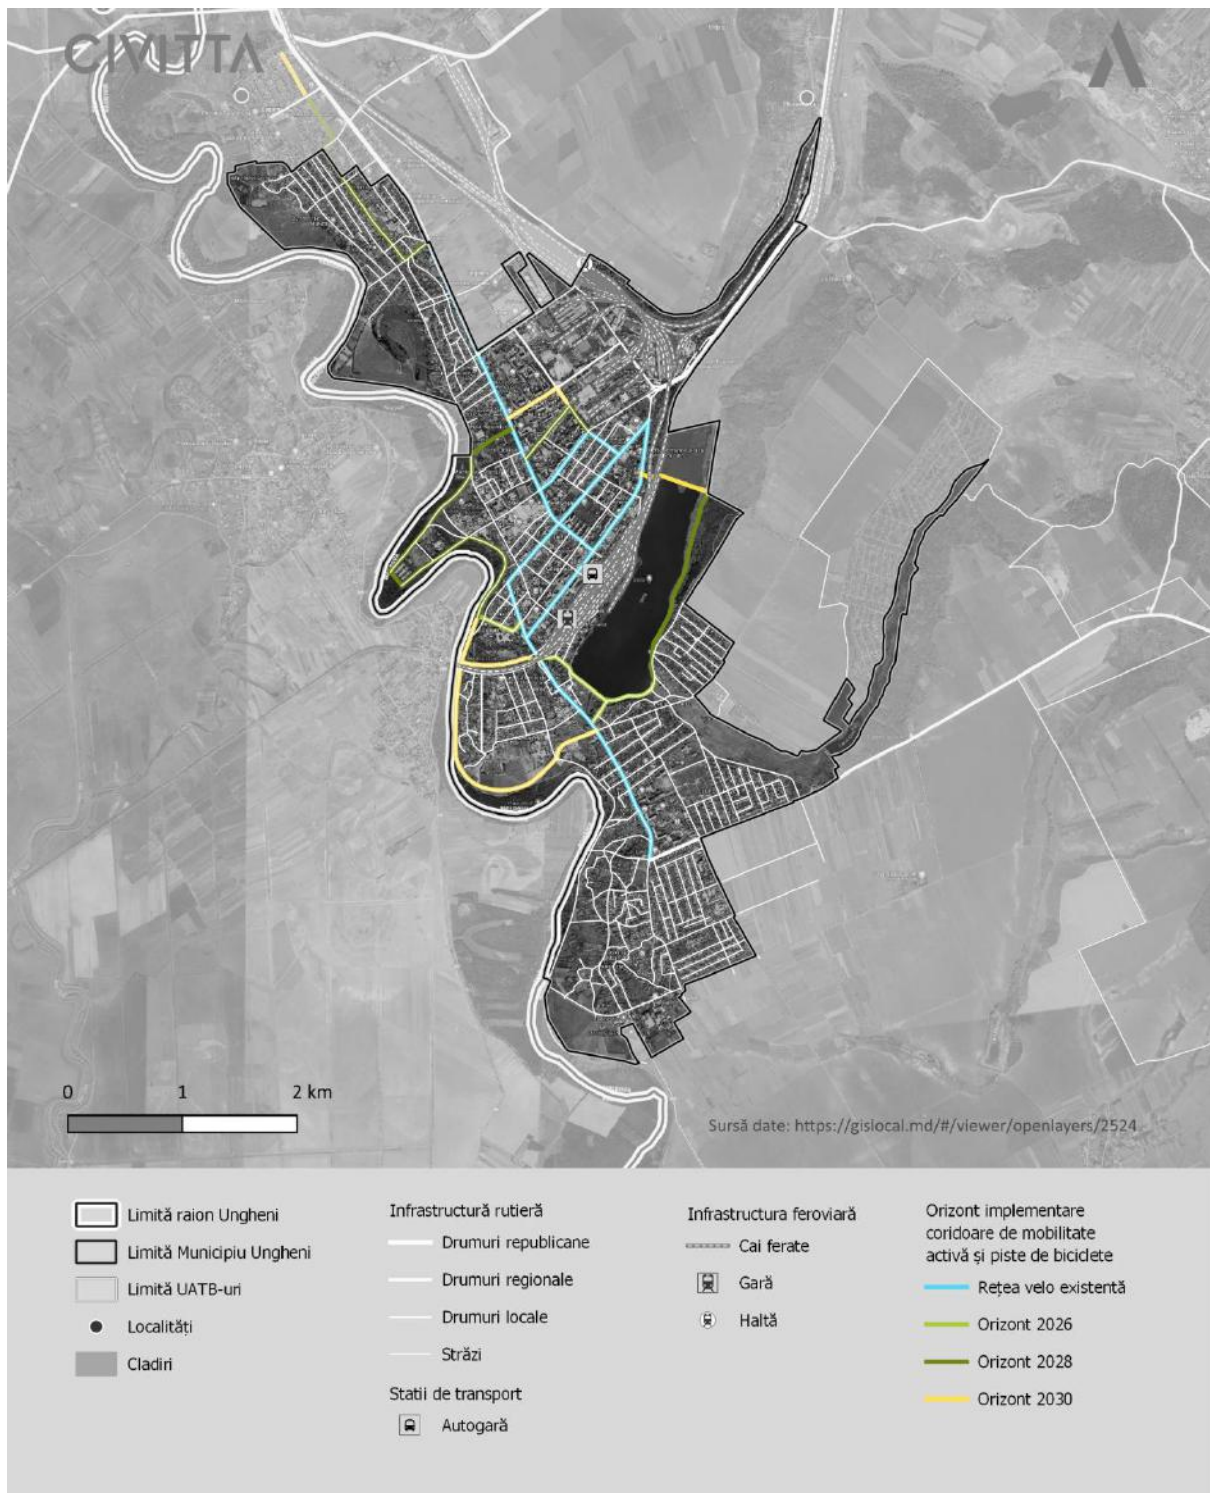 CIVITTA
0 1 2 km
Sursă date: https://gislocal.md/#/viewer/openlayers/2524
Limită raion Ungheni
Limită Municipiu Ungheni
Limită UATB-uri
Localități
Cladiri
Infrastructură rutieră
Drumuri republicane
Drumuri regionale
Drumuri locale
Străzi
Statii de transport
Autogară
Infrastructura feroviară
Cai ferate
Gară
Haltă
Orizont implementare
coridoare de mobilitate
activă și piste de biciclete
Rețea velo existentă
Orizont 2026
Orizont 2028
Orizont 2030